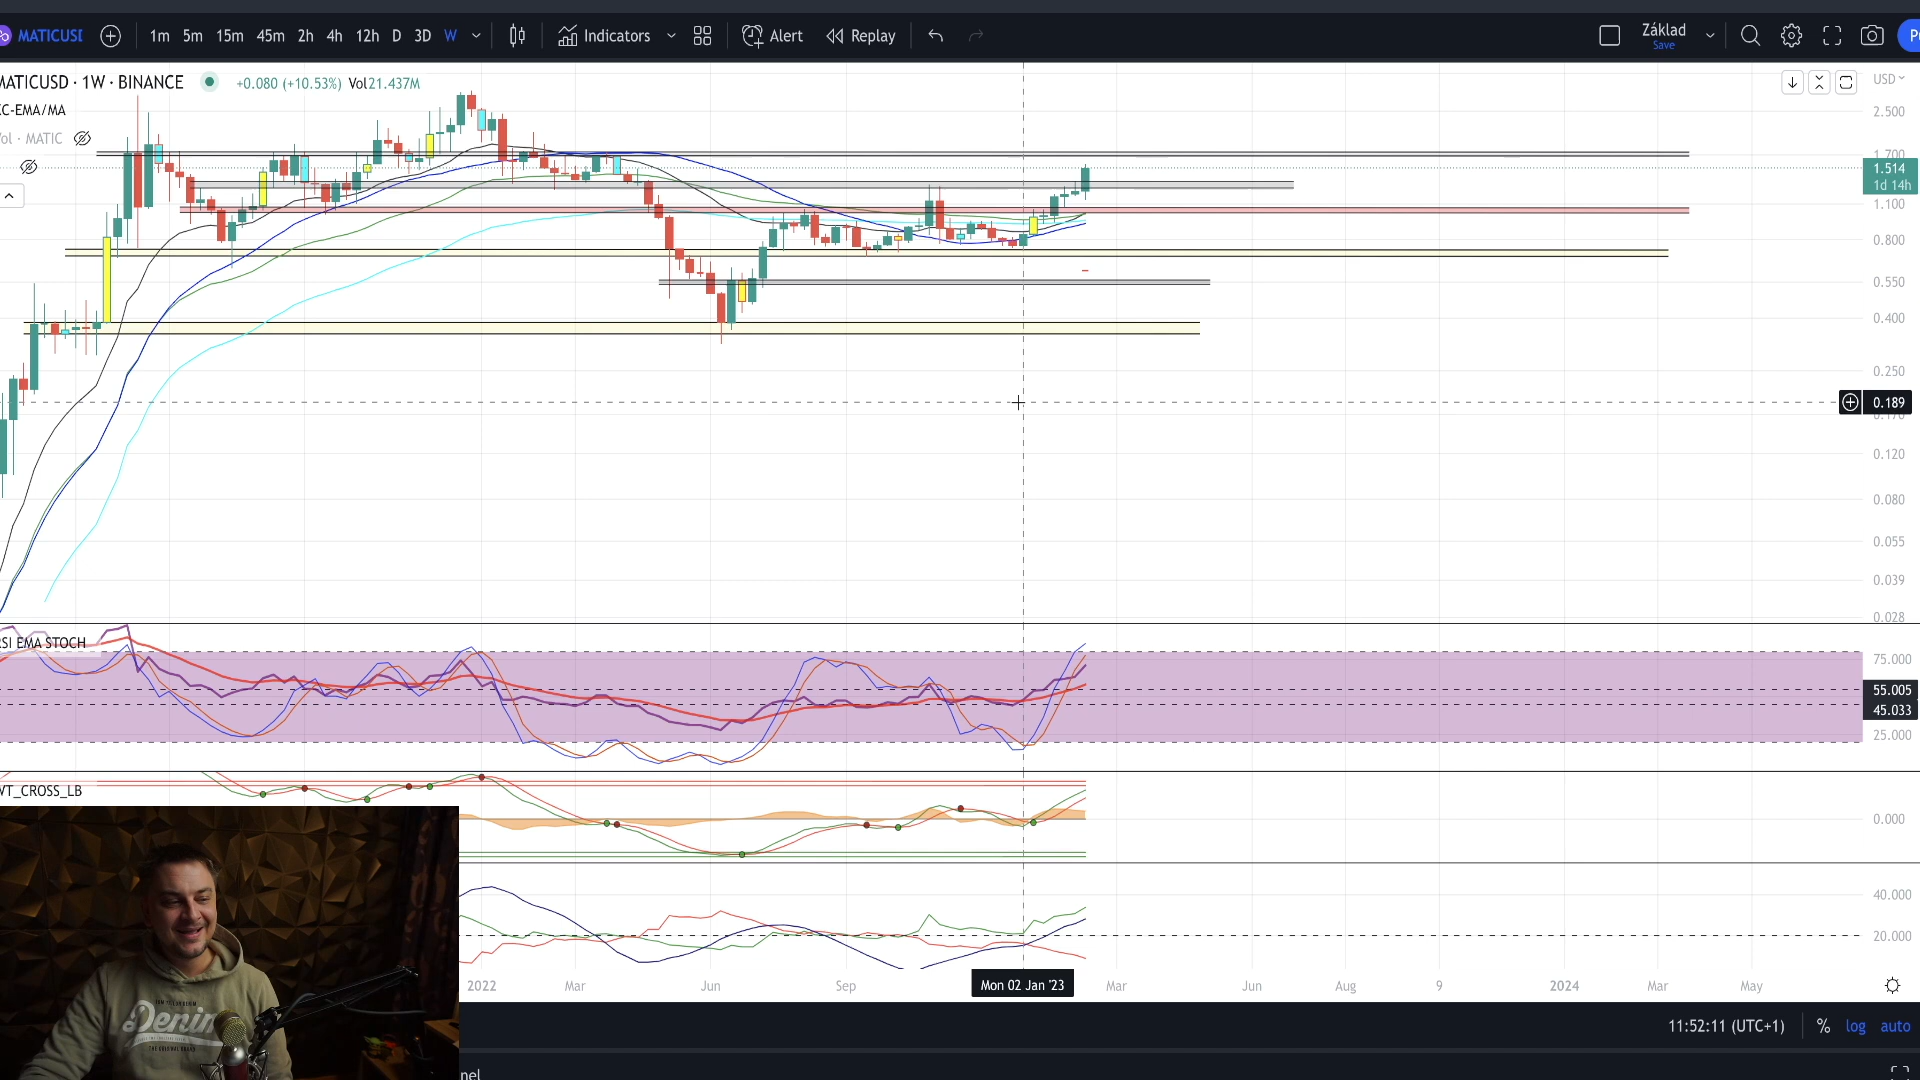 MATICUSD
1m 5m 15m 45m 2h 4h 12h D 3D W Indicators Alert Replay
Základ
Save
MATICUSD · 1W · BINANCE +0.080 (+10.53%) Vol21.437M
USD
EMA/MA
MATIC
2.500
1.700
1.514
1d 14h
1.100
0.800
0.550
0.400
0.250
0.189
0.170
0.120
0.080
0.055
0.039
0.028
RSI EMA STOCH
75.000
55.005
45.033
25.000
WT_CROSS_LB
0.000
40.000
20.000
2022 Mar Jun Sep Mon 02 Jan '23 Mar Jun Aug 9 2024 Mar May
Denim
11:52:11 (UTC+1) % log auto
nel